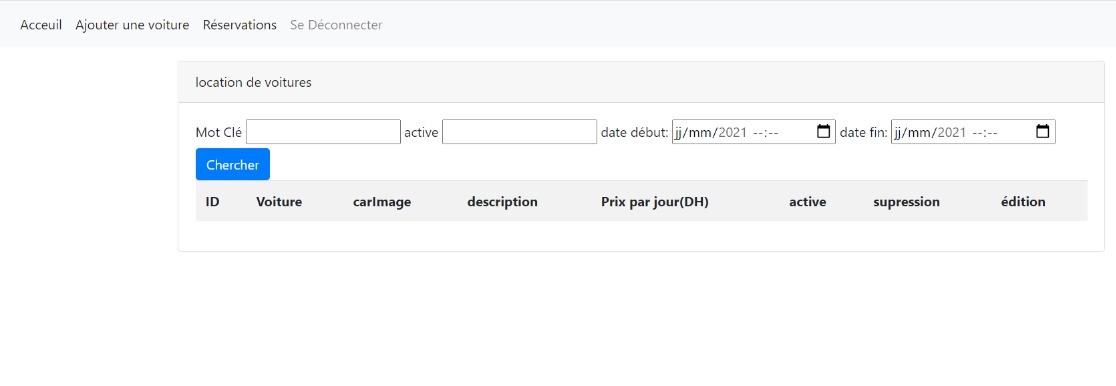 Acceuil Ajouter une voiture Réservations Se Déconnecter
location de voitures
Mot Clé active date début: jj/mm/2021 --:-- date fin: jj/mm/2021 --:--
Chercher
ID Voiture carImage description Prix par jour(DH) active supression édition